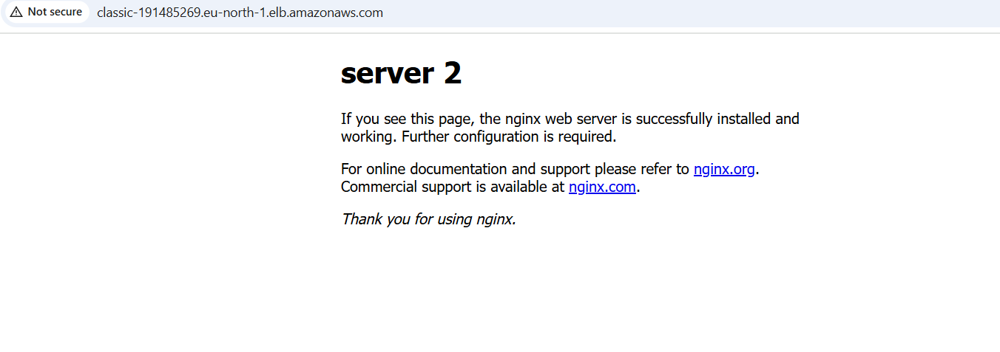 Not secure classic-191485269.eu-north-1.elb.amazonaws.com
server 2
If you see this page, the nginx web server is successfully installed and
working. Further configuration is required.
For online documentation and support please refer to nginx.org.
Commercial support is available at nginx.com.
Thank you for using nginx.